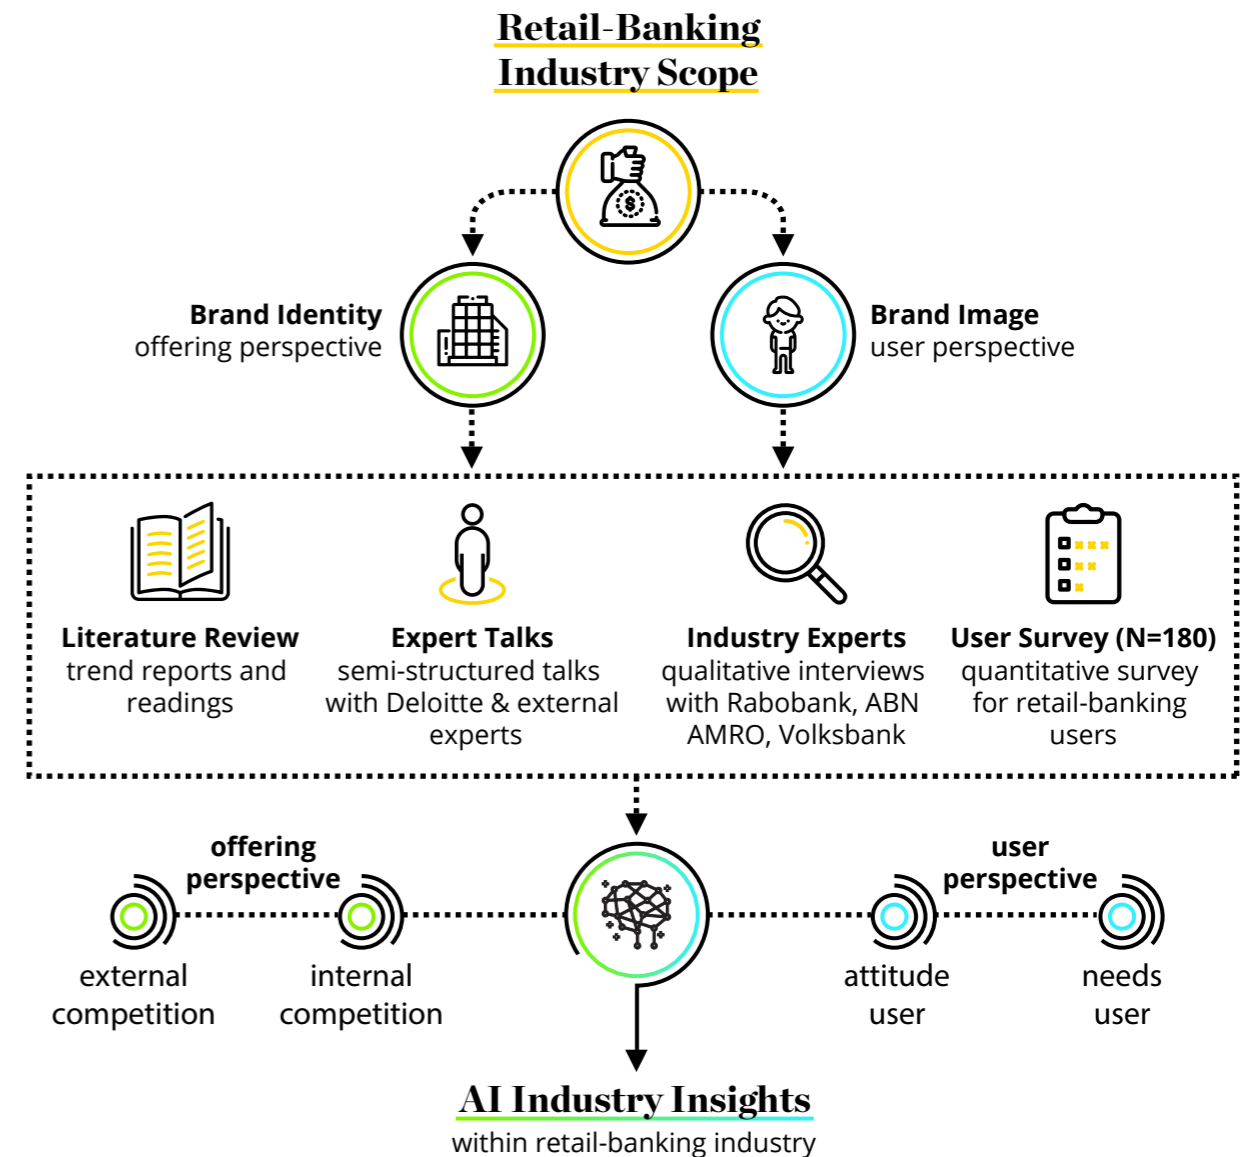 Retail-Banking
Industry Scope
$
Brand Identity
offering perspective
Brand Image
user perspective
Literature Review
trend reports and
readings
Expert Talks
semi-structured talks
with Deloitte & external
experts
Industry Experts
qualitative interviews
with Rabobank, ABN
AMRO, Volksbank
User Survey (N=180)
quantitative survey
for retail-banking
users
offering
perspective
user
perspective
external
competition
internal
competition
attitude
user
needs
user
AI Industry Insights
within retail-banking industry